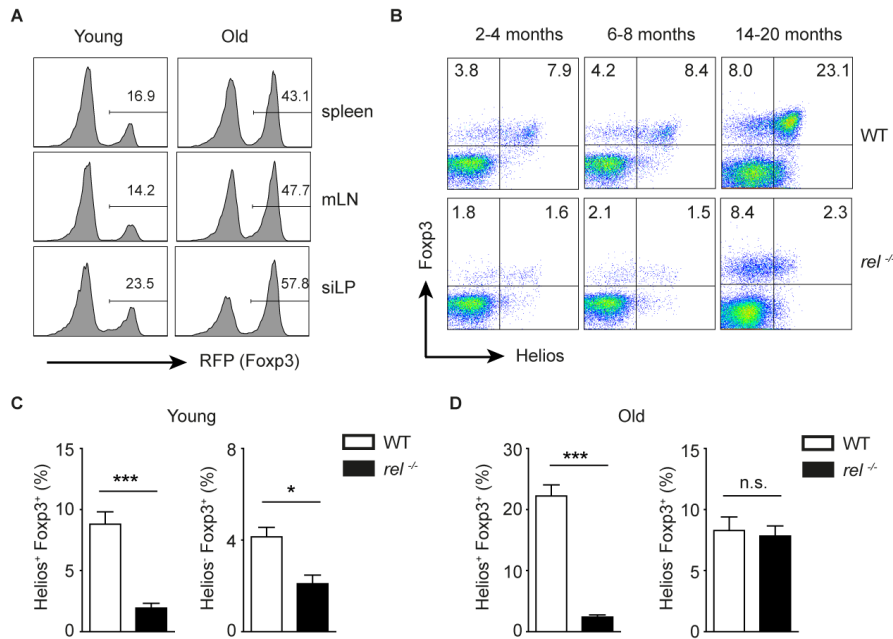 A
Young Old
16.9 43.1 spleen
14.2 47.7 mLN
23.5 57.8 siLP
RFP (Foxp3)
B
2-4 months 6-8 months 14-20 months
3.8 7.9 4.2 8.4 8.0 23.1
WT
1.8 1.6 2.1 1.5 8.4 2.3
rel -/-
Foxp3
Helios
C
Young
WT
rel -/-
Helios+ Foxp3+ (%)
15
10
5
0
***
Helios- Foxp3+ (%)
8
4
0
*
D
Old
WT
rel -/-
Helios+ Foxp3+ (%)
30
20
10
0
***
Helios- Foxp3+ (%)
15
10
5
0
n.s.